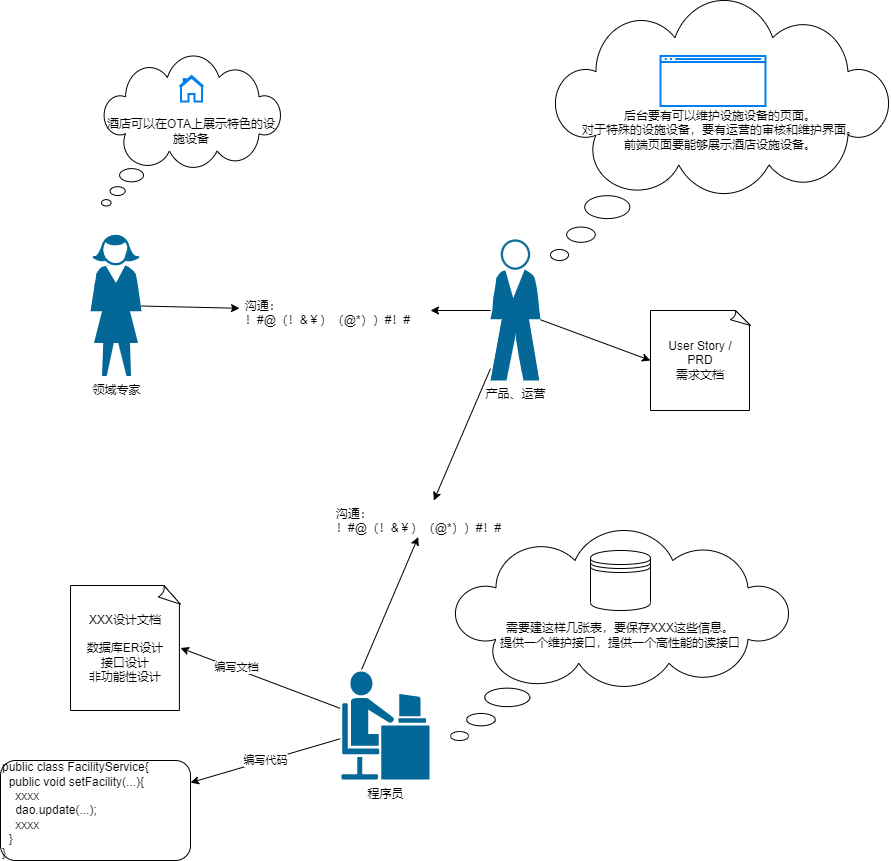 后台要有可以维护设施设备的页面。
对于特殊的设施设备，要有运营的审核和维护界面。
前端页面要能够展示酒店设施设备。
酒店可以在OTA上展示特色的设
施设备
沟通：
！#@（！&￥）（@*））#！#
领域专家
产品、运营
User Story /
PRD
需求文档
沟通：
！#@（！&￥）（@*））#！#
需要建这样几张表，要保存XXX这些信息。
提供一个维护接口，提供一个高性能的读接口
XXX设计文档
数据库ER设计
接口设计
非功能性设计
编写文档
编写代码
程序员
public class FacilityService{
public void setFacility(...){
xxxx
dao.update(...);
xxxx
}
}